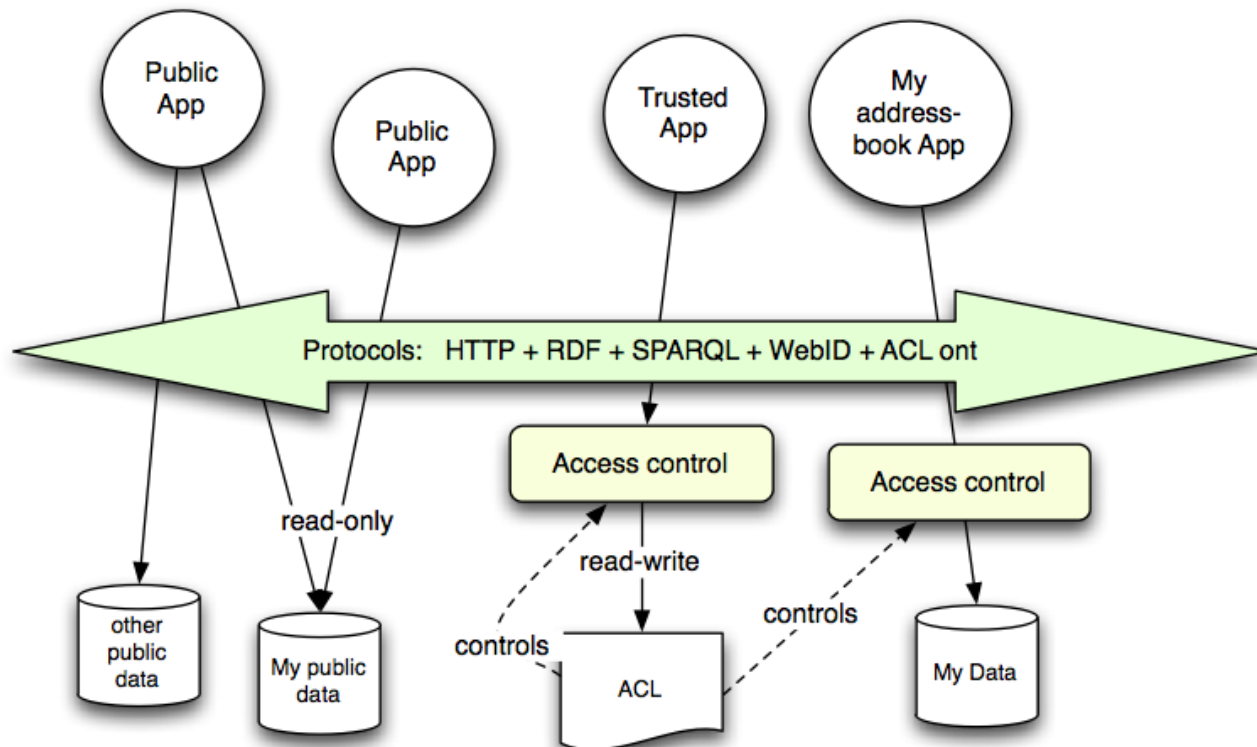 Public
App
Public
App
Trusted
App
My
address-
book App
Protocols:   HTTP + RDF + SPARQL + WebID + ACL ont
Access control
Access control
read-only
read-write
controls
controls
other
public
data
My public
data
ACL
My Data